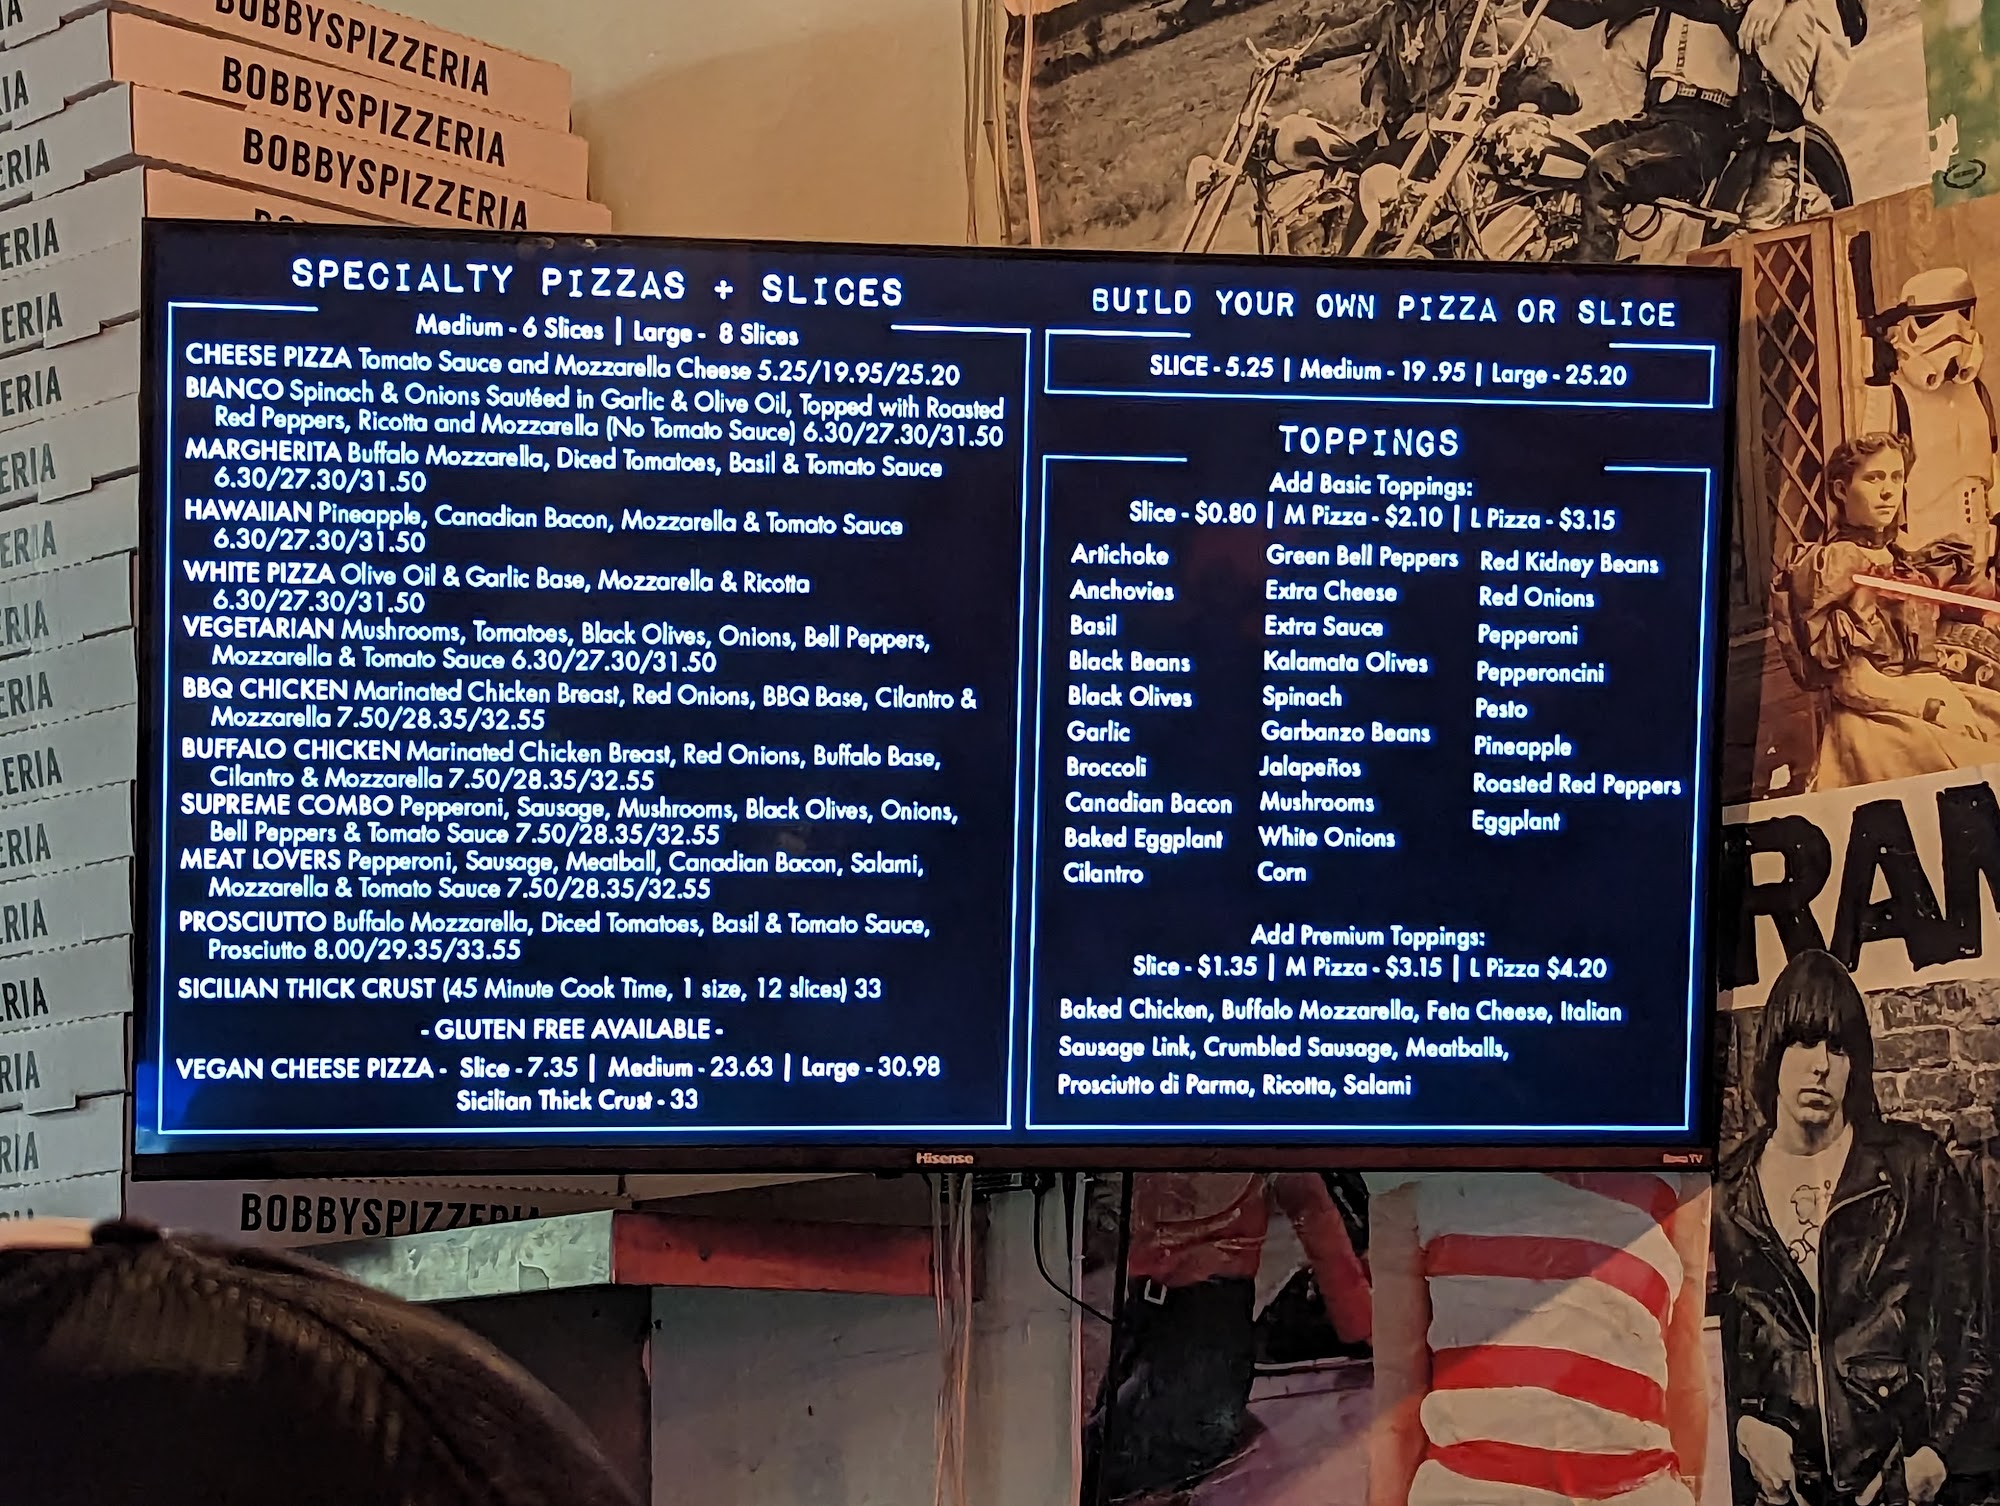 BOBBYSPIZZERIA
BOBBYSPIZZERIA
BOBBYSPIZZERIA
SPECIALTY PIZZAS + SLICES
Medium - 6 Slices | Large - 8 Slices
CHEESE PIZZA Tomato Sauce and Mozzarella Cheese 5.25/19.95/25.20
BIANCO Spinach & Onions Sautéed in Garlic & Olive Oil, Topped with Roasted
Red Peppers, Ricotta and Mozzarella (No Tomato Sauce) 6.30/27.30/31.50
MARGHERITA Buffalo Mozzarella, Diced Tomatoes, Basil & Tomato Sauce
6.30/27.30/31.50
HAWAIIAN Pineapple, Canadian Bacon, Mozzarella & Tomato Sauce
6.30/27.30/31.50
WHITE PIZZA Olive Oil & Garlic Base, Mozzarella & Ricotta
6.30/27.30/31.50
VEGETARIAN Mushrooms, Tomatoes, Black Olives, Onions, Bell Peppers,
Mozzarella & Tomato Sauce 6.30/27.30/31.50
BBQ CHICKEN Marinated Chicken Breast, Red Onions, BBQ Base, Cilantro &
Mozzarella 7.50/28.35/32.55
BUFFALO CHICKEN Marinated Chicken Breast, Red Onions, Buffalo Base,
Cilantro & Mozzarella 7.50/28.35/32.55
SUPREME COMBO Pepperoni, Sausage, Mushrooms, Black Olives, Onions,
Bell Peppers & Tomato Sauce 7.50/28.35/32.55
MEAT LOVERS Pepperoni, Sausage, Meatball, Canadian Bacon, Salami,
Mozzarella & Tomato Sauce 7.50/28.35/32.55
PROSCIUTTO Buffalo Mozzarella, Diced Tomatoes, Basil & Tomato Sauce,
Prosciutto 8.00/29.35/33.55
SICILIAN THICK CRUST (45 Minute Cook Time, 1 size, 12 slices) 33
- GLUTEN FREE AVAILABLE -
VEGAN CHEESE PIZZA - Slice - 7.35 | Medium - 23.63 | Large - 30.98
Sicilian Thick Crust - 33
BUILD YOUR OWN PIZZA OR SLICE
SLICE - 5.25 | Medium - 19 .95 | Large - 25.20
TOPPINGS
Add Basic Toppings:
Slice - $0.80 | M Pizza - $2.10 | L Pizza - $3.15
Artichoke
Anchovies
Basil
Black Beans
Black Olives
Garlic
Broccoli
Canadian Bacon
Baked Eggplant
Cilantro
Green Bell Peppers
Extra Cheese
Extra Sauce
Kalamata Olives
Spinach
Garbanzo Beans
Jalapeños
Mushrooms
White Onions
Corn
Red Kidney Beans
Red Onions
Pepperoni
Pepperoncini
Pesto
Pineapple
Roasted Red Peppers
Eggplant
Add Premium Toppings:
Slice - $1.35 | M Pizza - $3.15 | L Pizza $4.20
Baked Chicken, Buffalo Mozzarella, Feta Cheese, Italian
Sausage Link, Crumbled Sausage, Meatballs,
Prosciutto di Parma, Ricotta, Salami
Hisense
Roku TV
BOBBYSPIZZERIA
RAM